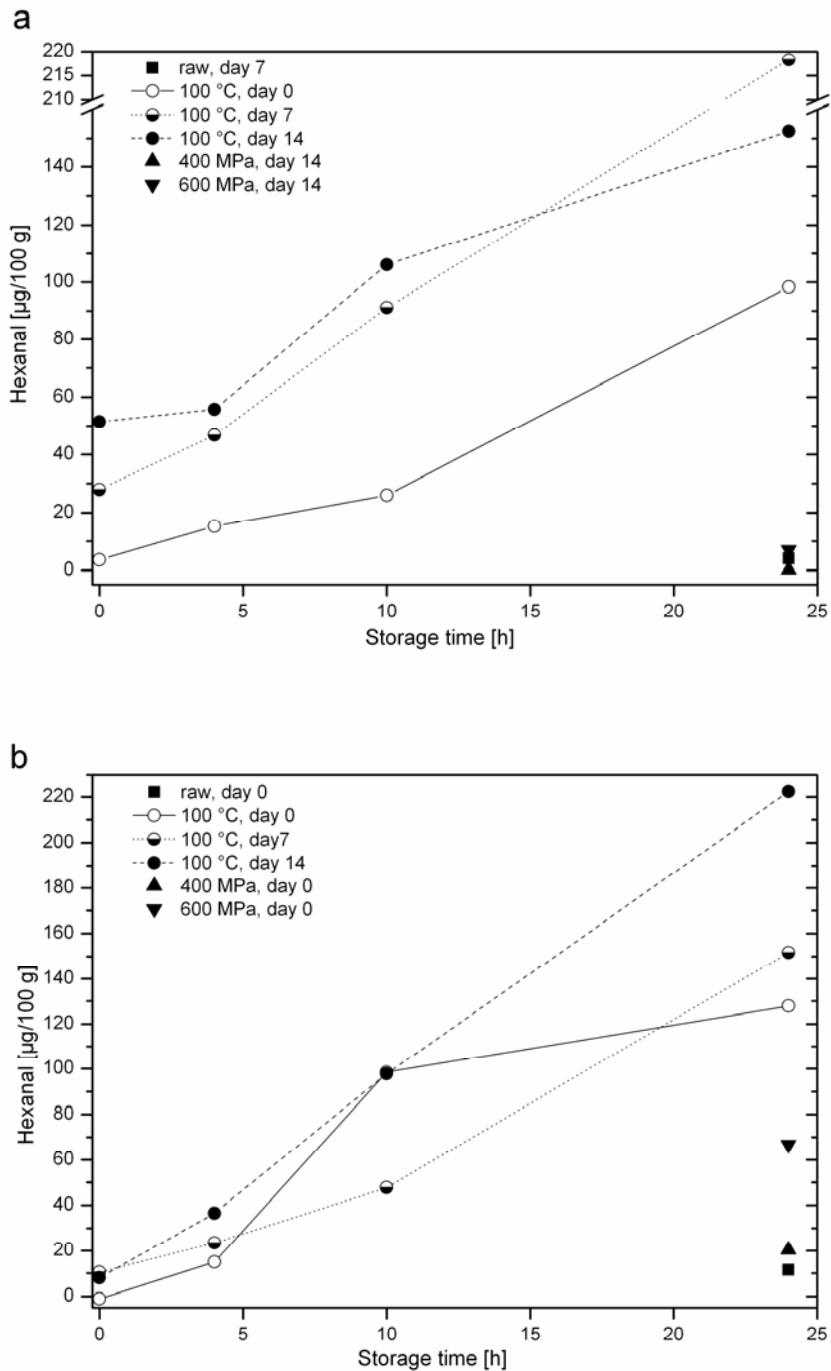 a
220
215
210
140
120
100
80
60
40
20
0
Hexanal [µg/100 g]
raw, day 7
100 °C, day 0
100 °C, day 7
100 °C, day 14
400 MPa, day 14
600 MPa, day 14
0 5 10 15 20 25
Storage time [h]
b
220
200
180
160
140
120
100
80
60
40
20
0
Hexanal [µg/100 g]
raw, day 0
100 °C, day 0
100 °C, day7
100 °C, day 14
400 MPa, day 0
600 MPa, day 0
0 5 10 15 20 25
Storage time [h]